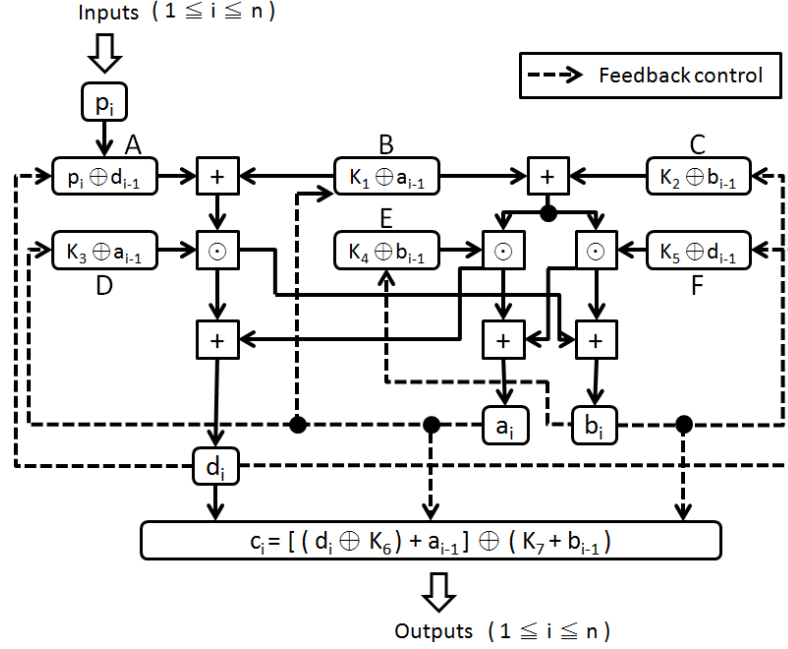 Inputs ( 1 ≦ i ≦ n )
Feedback control
pᵢ
A
B
C
pᵢ ⊕ dᵢ₋₁
+
K₁ ⊕ aᵢ₋₁
+
K₂ ⊕ bᵢ₋₁
E
K₃ ⊕ aᵢ₋₁
⊙
K₄ ⊕ bᵢ₋₁
⊙
⊙
K₅ ⊕ dᵢ₋₁
D
F
+
+
+
aᵢ
bᵢ
dᵢ
cᵢ = [ ( dᵢ ⊕ K₆ ) + aᵢ₋₁ ] ⊕ ( K₇ + bᵢ₋₁ )
Outputs ( 1 ≦ i ≦ n )